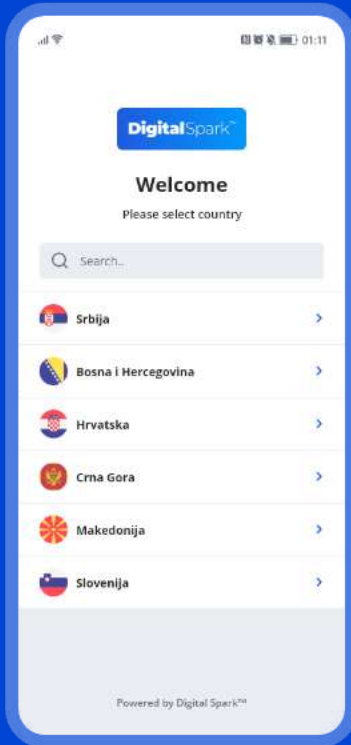 01:11
DigitalSpark™
Welcome
Please select country
Search..
Srbija
Bosna i Hercegovina
Hrvatska
Crna Gora
Makedonija
Slovenija
Powered by Digital Spark™